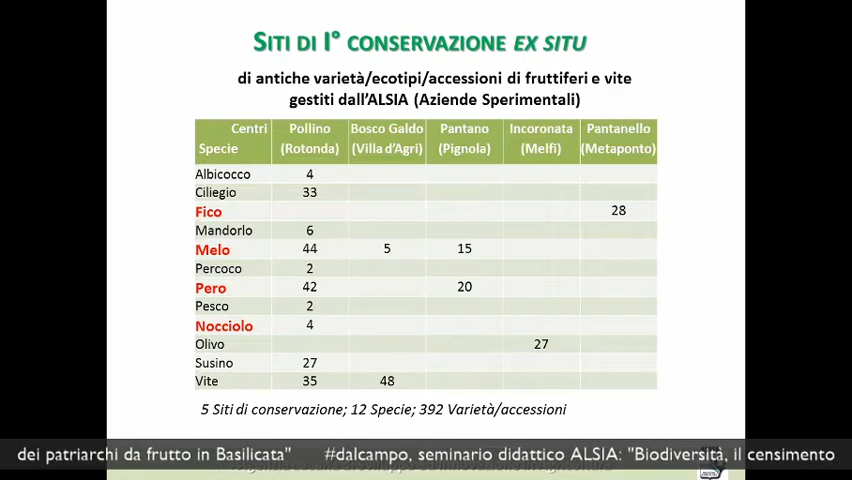 SITI DI I° CONSERVAZIONE EX SITU
di antiche varietà/ecotipi/accessioni di fruttiferi e vite
gestiti dall'ALSIA (Aziende Sperimentali)
Centri Pollino Bosco Galdo Pantano Incoronata Pantanello
Specie (Rotonda) (Villa d'Agri) (Pignola) (Melfi) (Metaponto)
Albicocco 4
Ciliegio 33
Fico 28
Mandorlo 6
Melo 44 5 15
Percoco 2
Pero 42 20
Pesco 2
Nocciolo 4
Olivo 27
Susino 27
Vite 35 48
5 Siti di conservazione; 12 Specie; 392 Varietà/accessioni
dei patriarchi da frutto in Basilicata" #dalcampo, seminario didattico ALSIA: "Biodiversità, il censimento